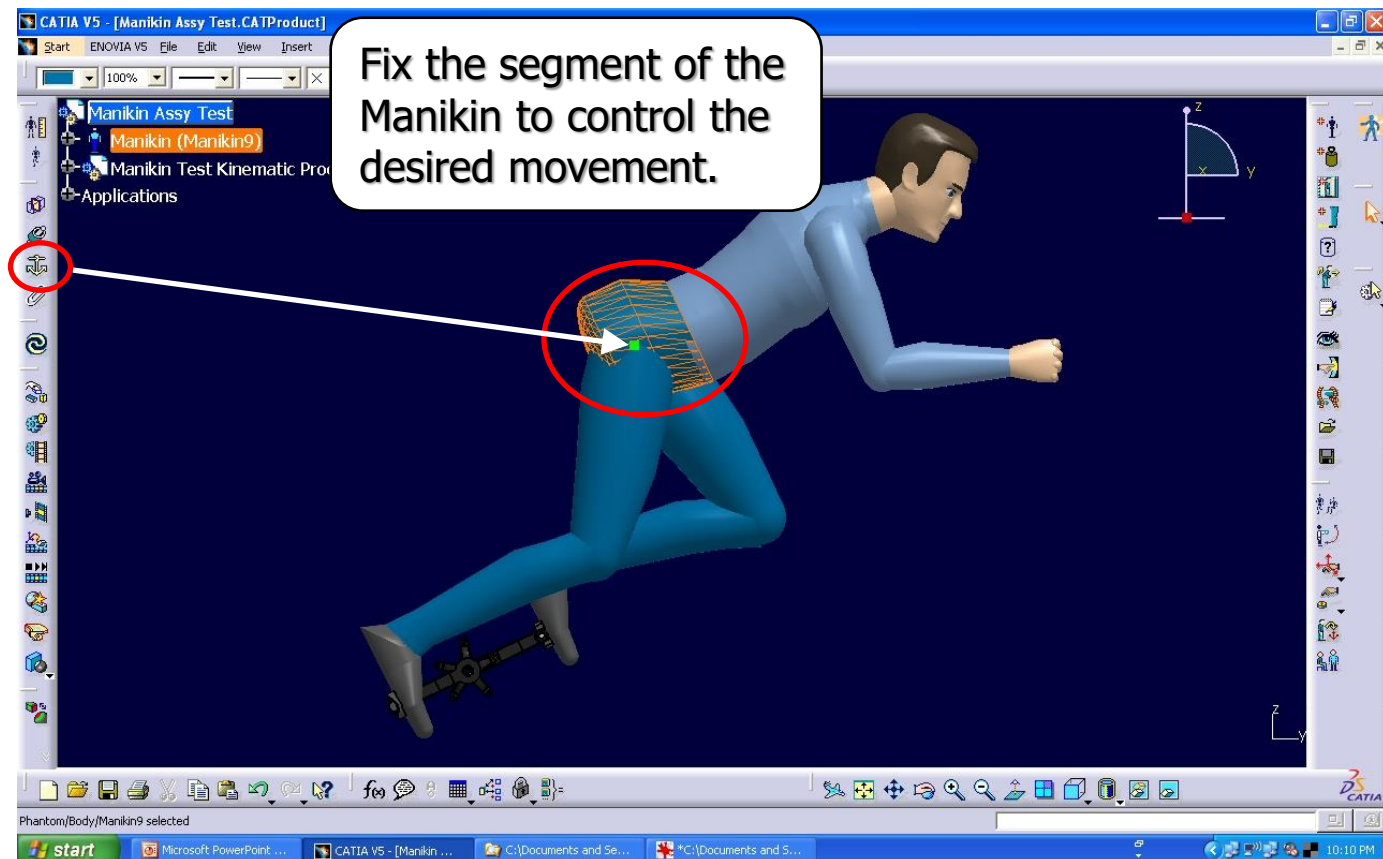 CATIA V5 - [Manikin Assy Test.CATProduct]
Start ENOVIA V5 File Edit View Insert
100%
Fix the segment of the
Manikin to control the
desired movement.
Manikin Assy Test
Manikin (Manikin9)
Manikin Test Kinematic Proc
Applications
z
x y
z
y
f(x)
CATIA
Phantom/Body/Manikin9 selected
start Microsoft PowerPoint ... CATIA V5 - [Manikin ... C:\Documents and Se... *C:\Documents and S... 10:10 PM